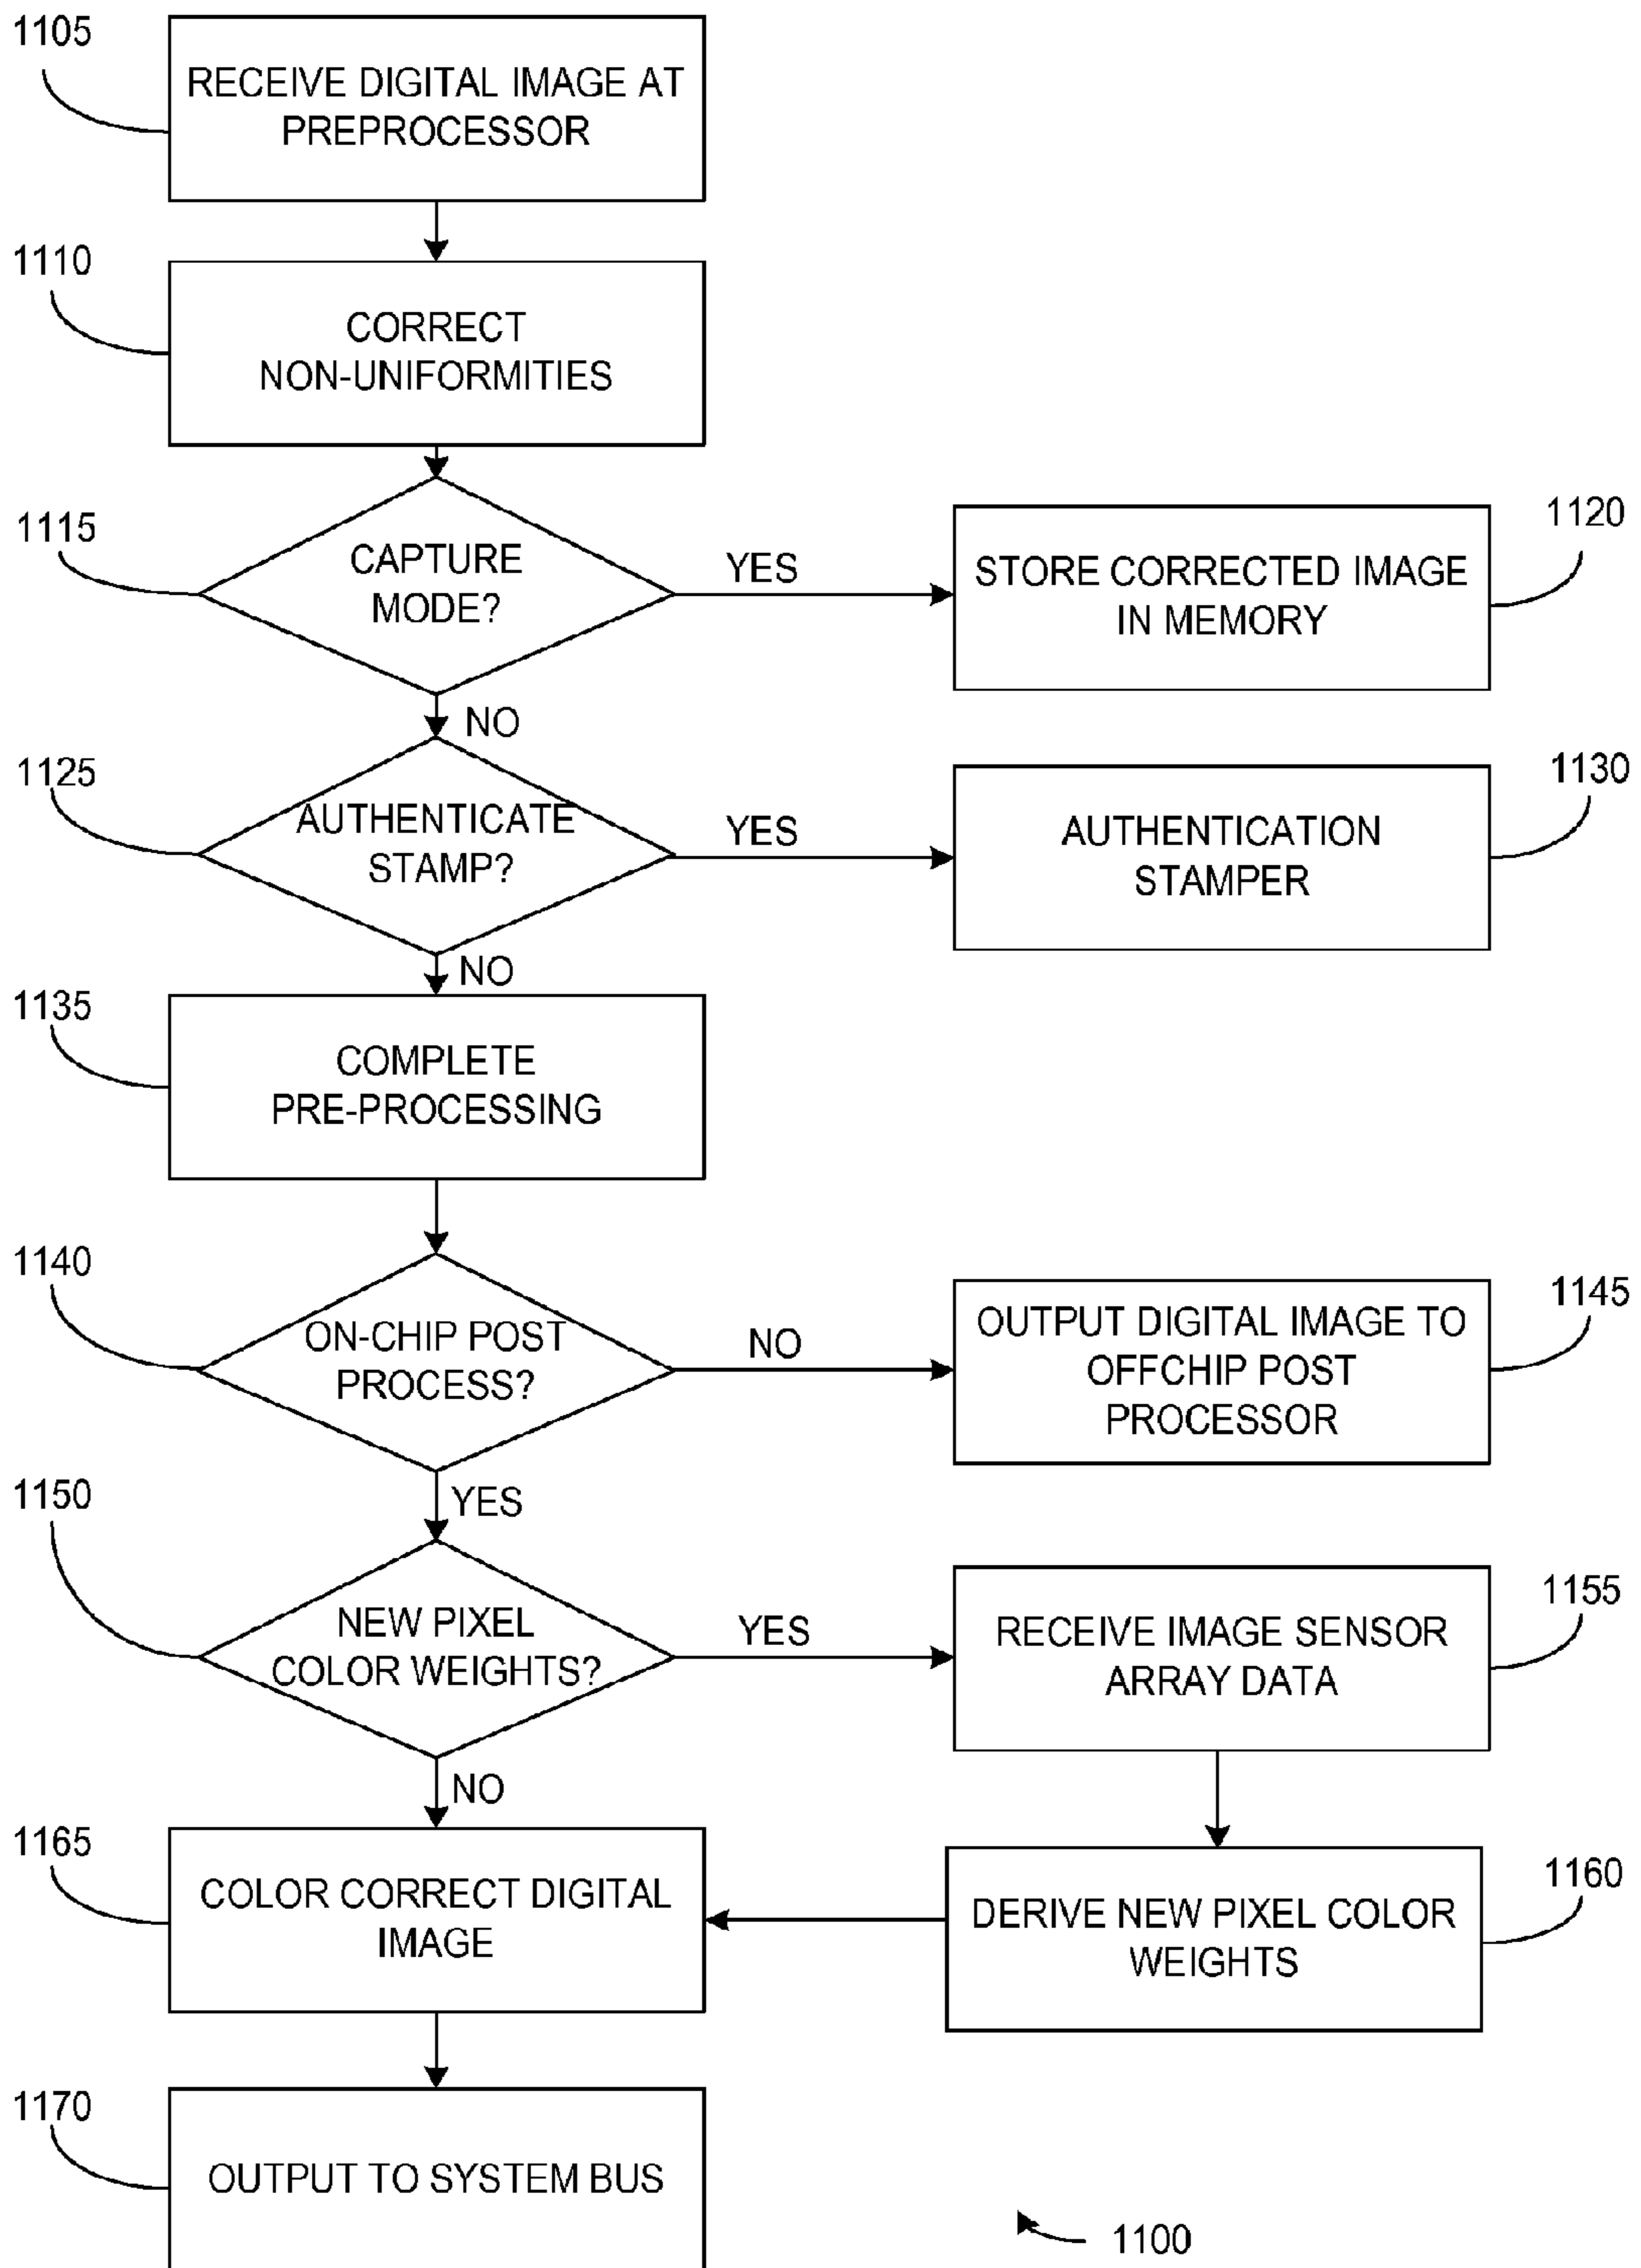 1105
RECEIVE DIGITAL IMAGE AT
PREPROCESSOR
1110
CORRECT
NON-UNIFORMITIES
1115
CAPTURE
MODE?
YES
1120
STORE CORRECTED IMAGE
IN MEMORY
NO
1125
AUTHENTICATE
STAMP?
YES
1130
AUTHENTICATION
STAMPER
NO
1135
COMPLETE
PRE-PROCESSING
1140
ON-CHIP POST
PROCESS?
NO
1145
OUTPUT DIGITAL IMAGE TO
OFFCHIP POST
PROCESSOR
YES
1150
NEW PIXEL
COLOR WEIGHTS?
YES
1155
RECEIVE IMAGE SENSOR
ARRAY DATA
NO
1165
COLOR CORRECT DIGITAL
IMAGE
1160
DERIVE NEW PIXEL COLOR
WEIGHTS
1170
OUTPUT TO SYSTEM BUS
1100